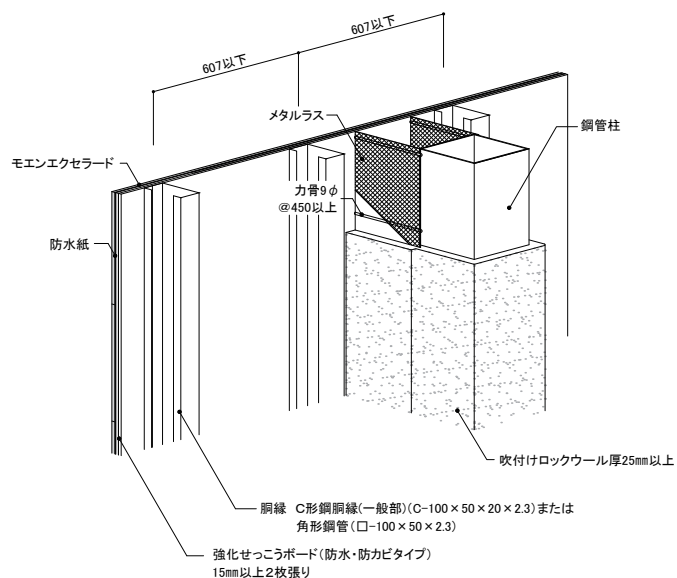 607以下
607以下
メタルラス
鋼管柱
モエンエクセラード
力骨9φ
@450以上
防水紙
吹付けロックウール厚25mm以上
胴縁 C形鋼胴縁(一般部)(C-100×50×20×2.3)または
角形鋼管(□-100×50×2.3)
強化せっこうボード(防水・防カビタイプ)
15mm以上2枚張り